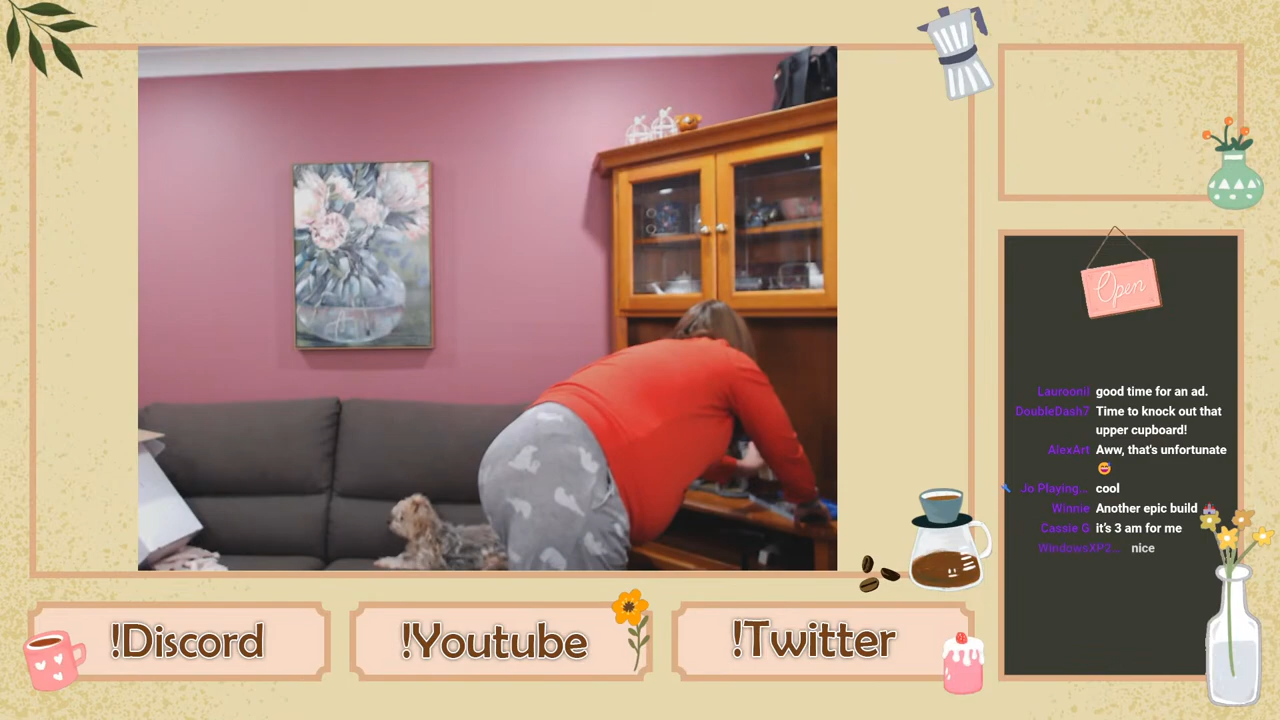 Open
Lauroonii good time for an ad.
DoubleDash7 Time to knock out that
upper cupboard!
AlexArt Aww, that's unfortunate
Jo Playing... cool
Winnie Another epic build
Cassie G it's 3 am for me
WindowsXP2... nice
!Discord
!Youtube
!Twitter